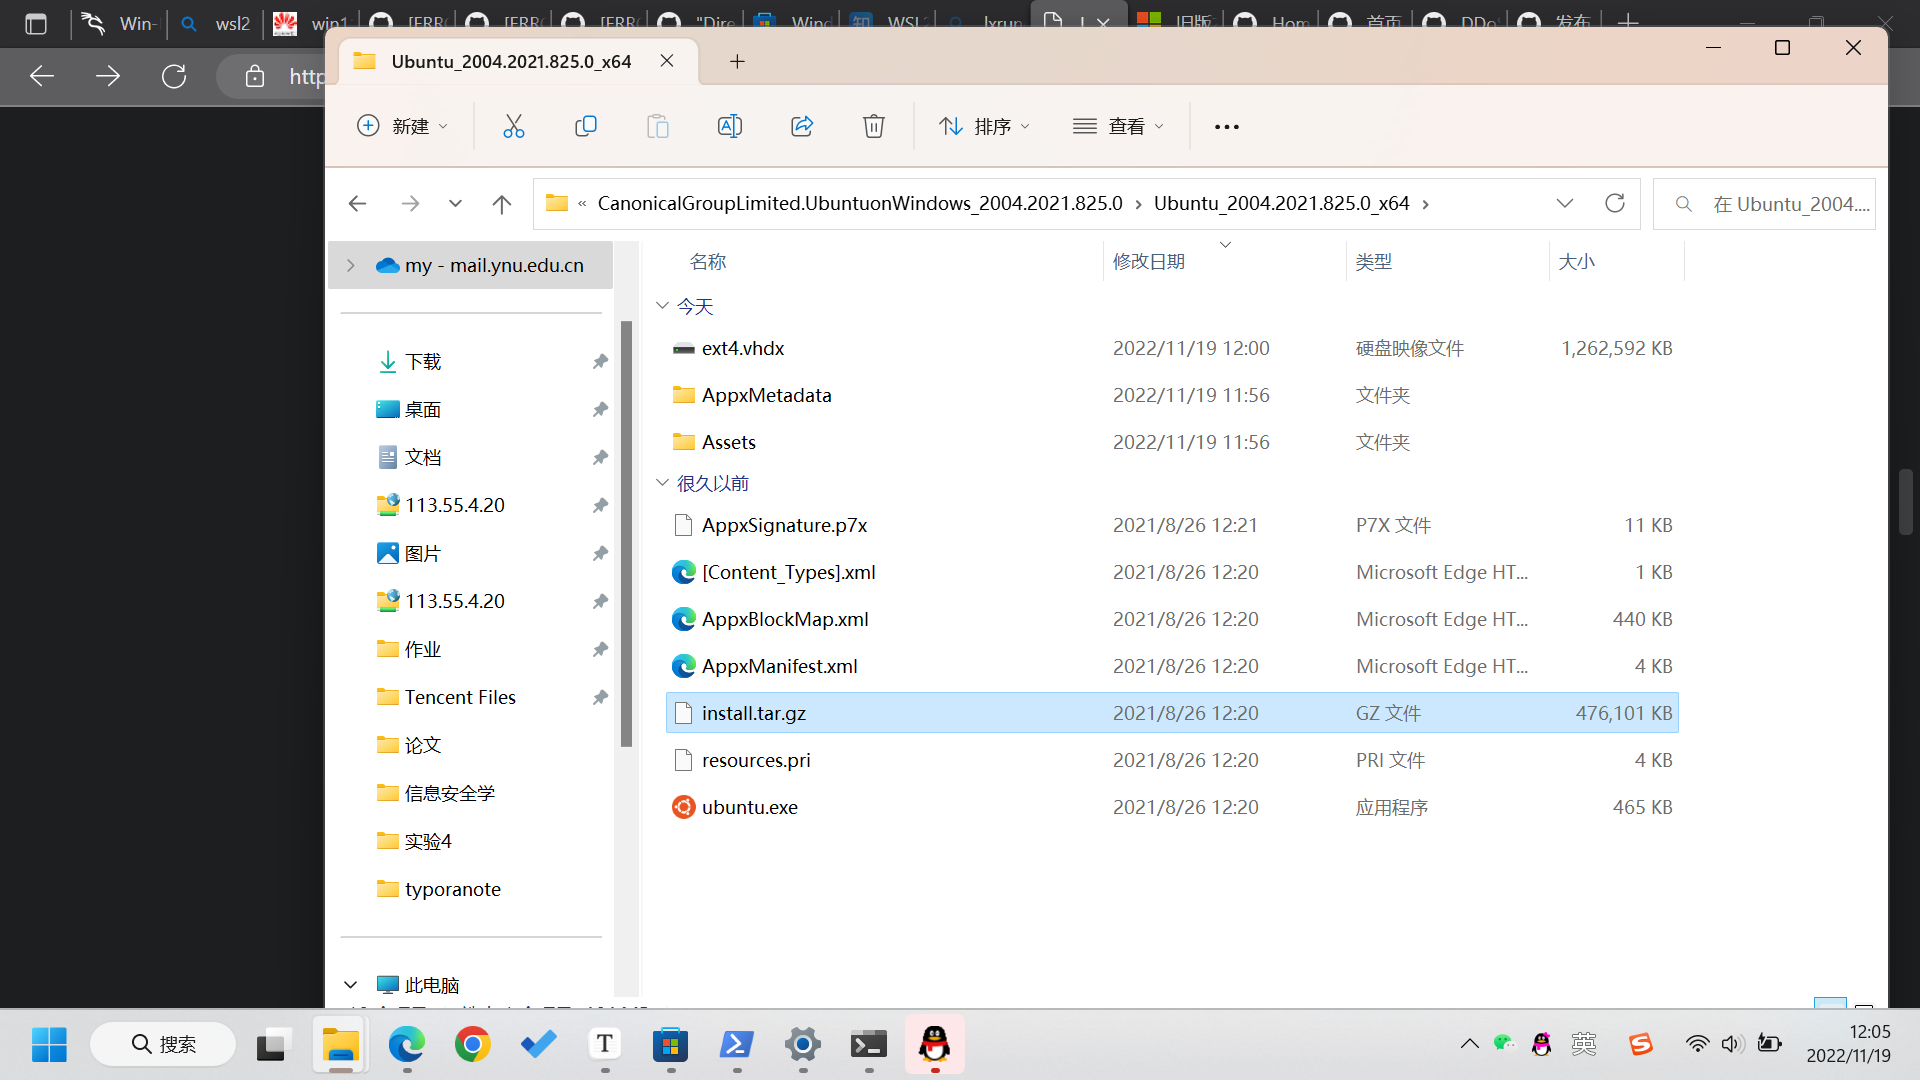 Win-
wsl2
win1
[ERR
[ERR
[ERR
"Dire
Wind
WSL2
lxrun
旧版
Hom
首页
DDo
发布
http
Ubuntu_2004.2021.825.0_x64
新建
排序
查看
« CanonicalGroupLimited.UbuntuonWindows_2004.2021.825.0 › Ubuntu_2004.2021.825.0_x64 ›
在 Ubuntu_2004....
my - mail.ynu.edu.cn
下载
桌面
文档
113.55.4.20
图片
113.55.4.20
作业
Tencent Files
论文
信息安全学
实验4
typoranote
此电脑
名称 修改日期 类型 大小
今天
ext4.vhdx 2022/11/19 12:00 硬盘映像文件 1,262,592 KB
AppxMetadata 2022/11/19 11:56 文件夹
Assets 2022/11/19 11:56 文件夹
很久以前
AppxSignature.p7x 2021/8/26 12:21 P7X 文件 11 KB
[Content_Types].xml 2021/8/26 12:20 Microsoft Edge HT... 1 KB
AppxBlockMap.xml 2021/8/26 12:20 Microsoft Edge HT... 440 KB
AppxManifest.xml 2021/8/26 12:20 Microsoft Edge HT... 4 KB
install.tar.gz 2021/8/26 12:20 GZ 文件 476,101 KB
resources.pri 2021/8/26 12:20 PRI 文件 4 KB
ubuntu.exe 2021/8/26 12:20 应用程序 465 KB
搜索
英
12:05
2022/11/19